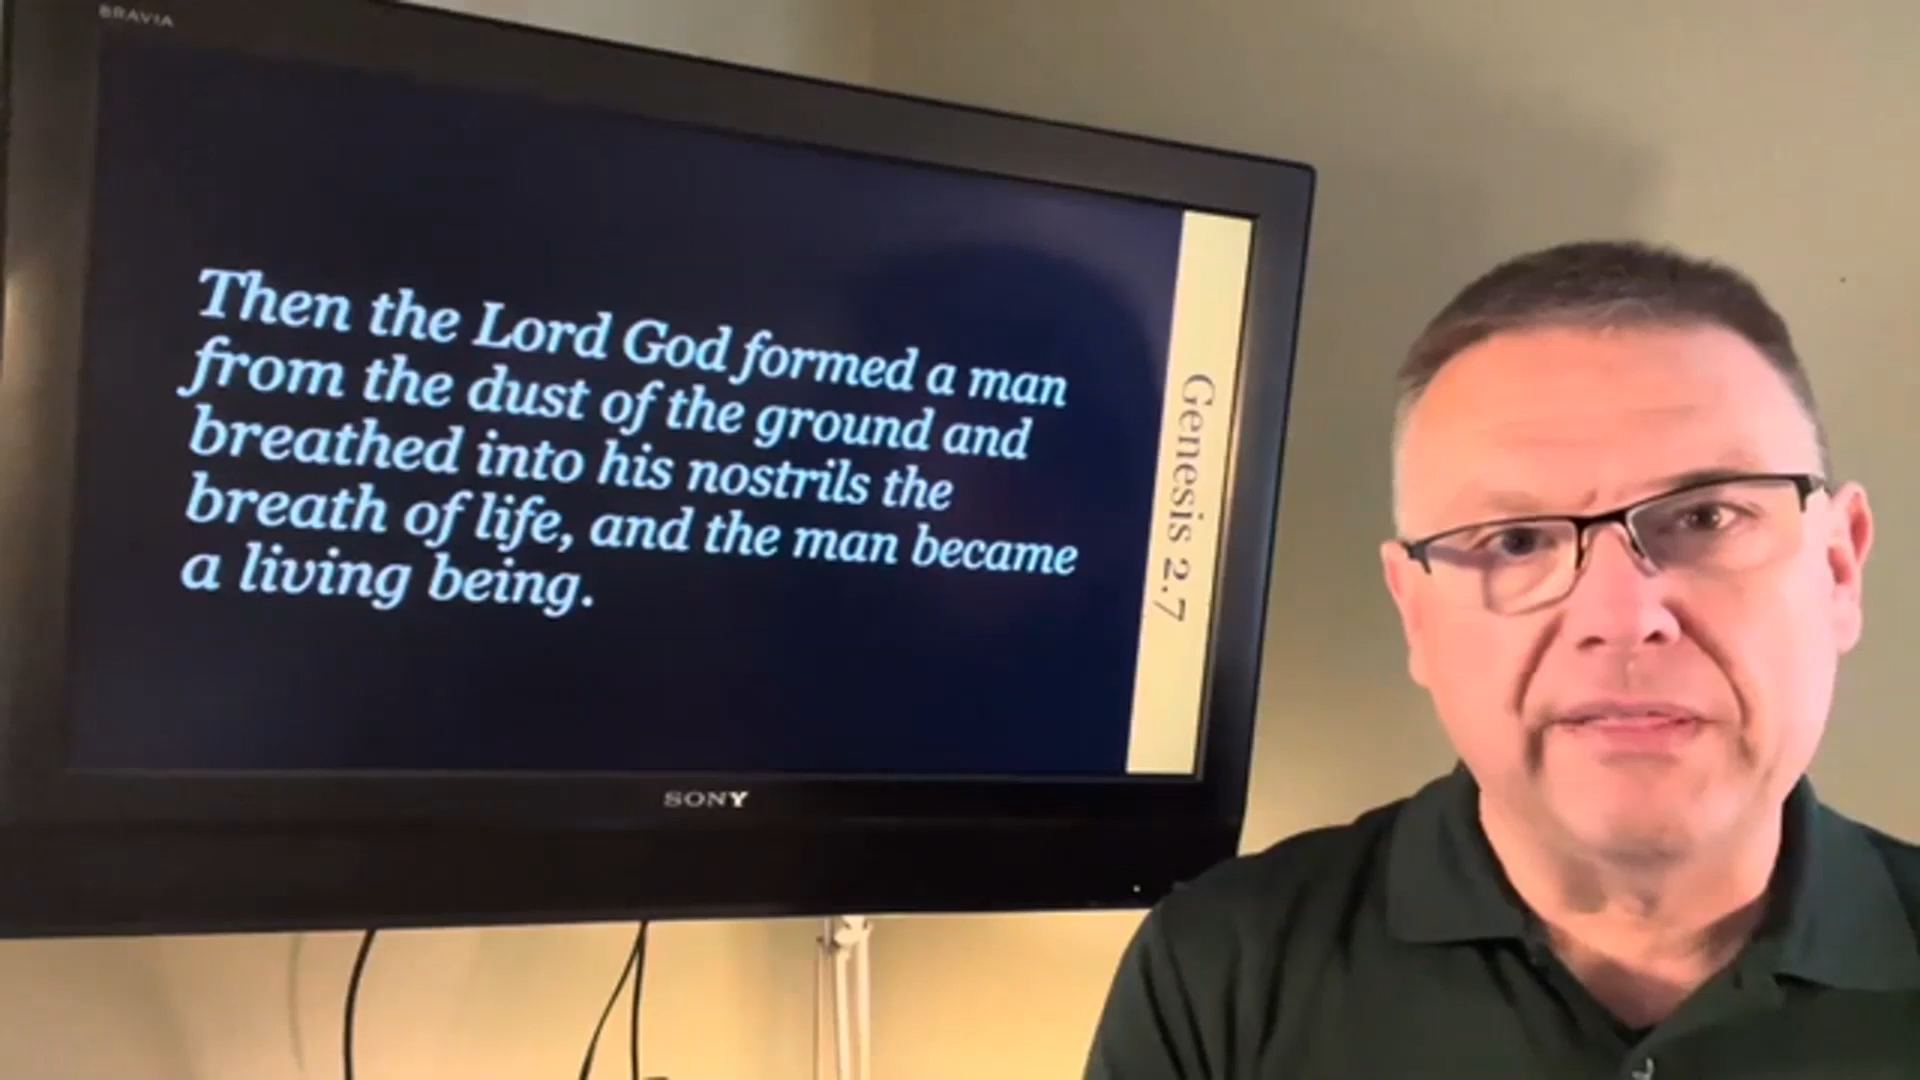 BRAVIA
Then the Lord God formed a man
from the dust of the ground and
breathed into his nostrils the
breath of life, and the man became
a living being.
Genesis 2.7
SONY